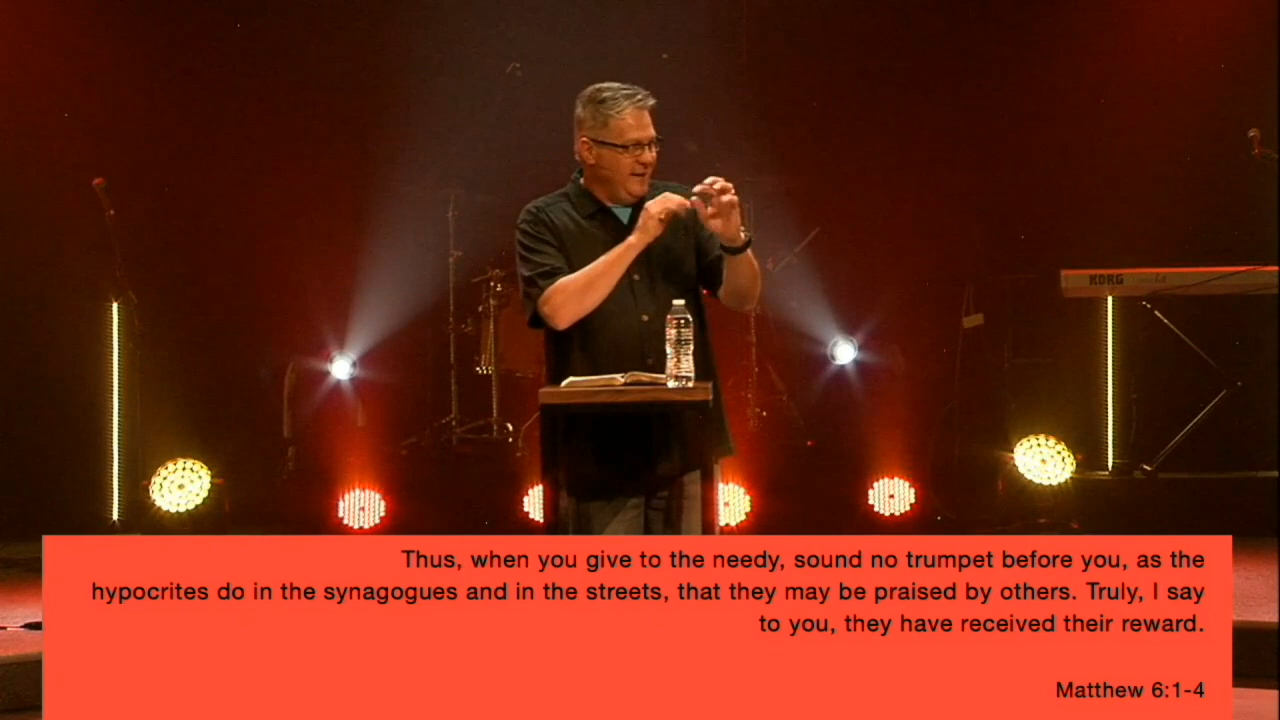 KORG
Thus, when you give to the needy, sound no trumpet before you, as the
hypocrites do in the synagogues and in the streets, that they may be praised by others. Truly, I say
to you, they have received their reward.
Matthew 6:1-4